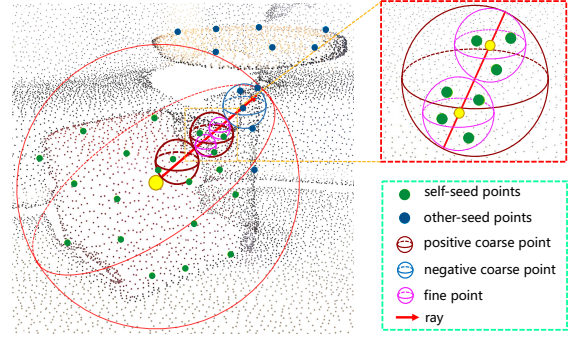 self-seed points
other-seed points
positive coarse point
negative coarse point
fine point
ray